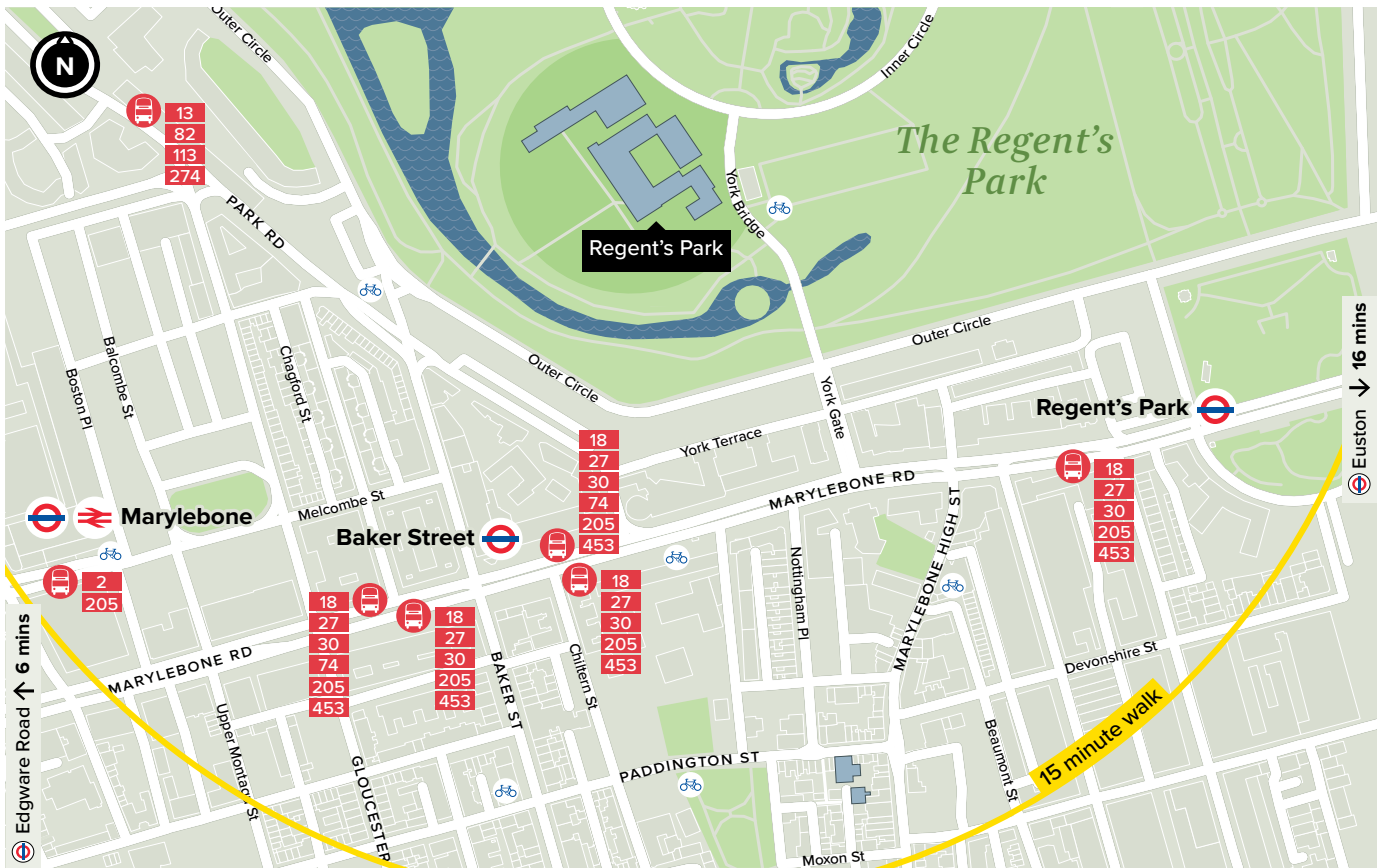 N
Outer Circle
Inner Circle
13
82
113
274
The Regent's
Park
PARK RD
York Bridge
Regent's Park
Outer Circle
Outer Circle
Euston ↓ 16 mins
Balcombe St
Boston Pl
Chagford St
York Gate
Regent's Park
York Terrace
18
27
30
74
205
453
MARYLEBONE RD
18
27
30
205
453
Melcombe St
Marylebone
Baker Street
MARYLEBONE HIGH ST
Nottingham Pl
2
205
18
27
30
74
205
453
18
27
30
205
453
18
27
30
205
453
Edgware Road ↑ 6 mins
MARYLEBONE RD
BAKER ST
Chiltern St
Devonshire St
Upper Montagu St
GLOUCESTER
PADDINGTON ST
Beaumont St
15 minute walk
Moxon St